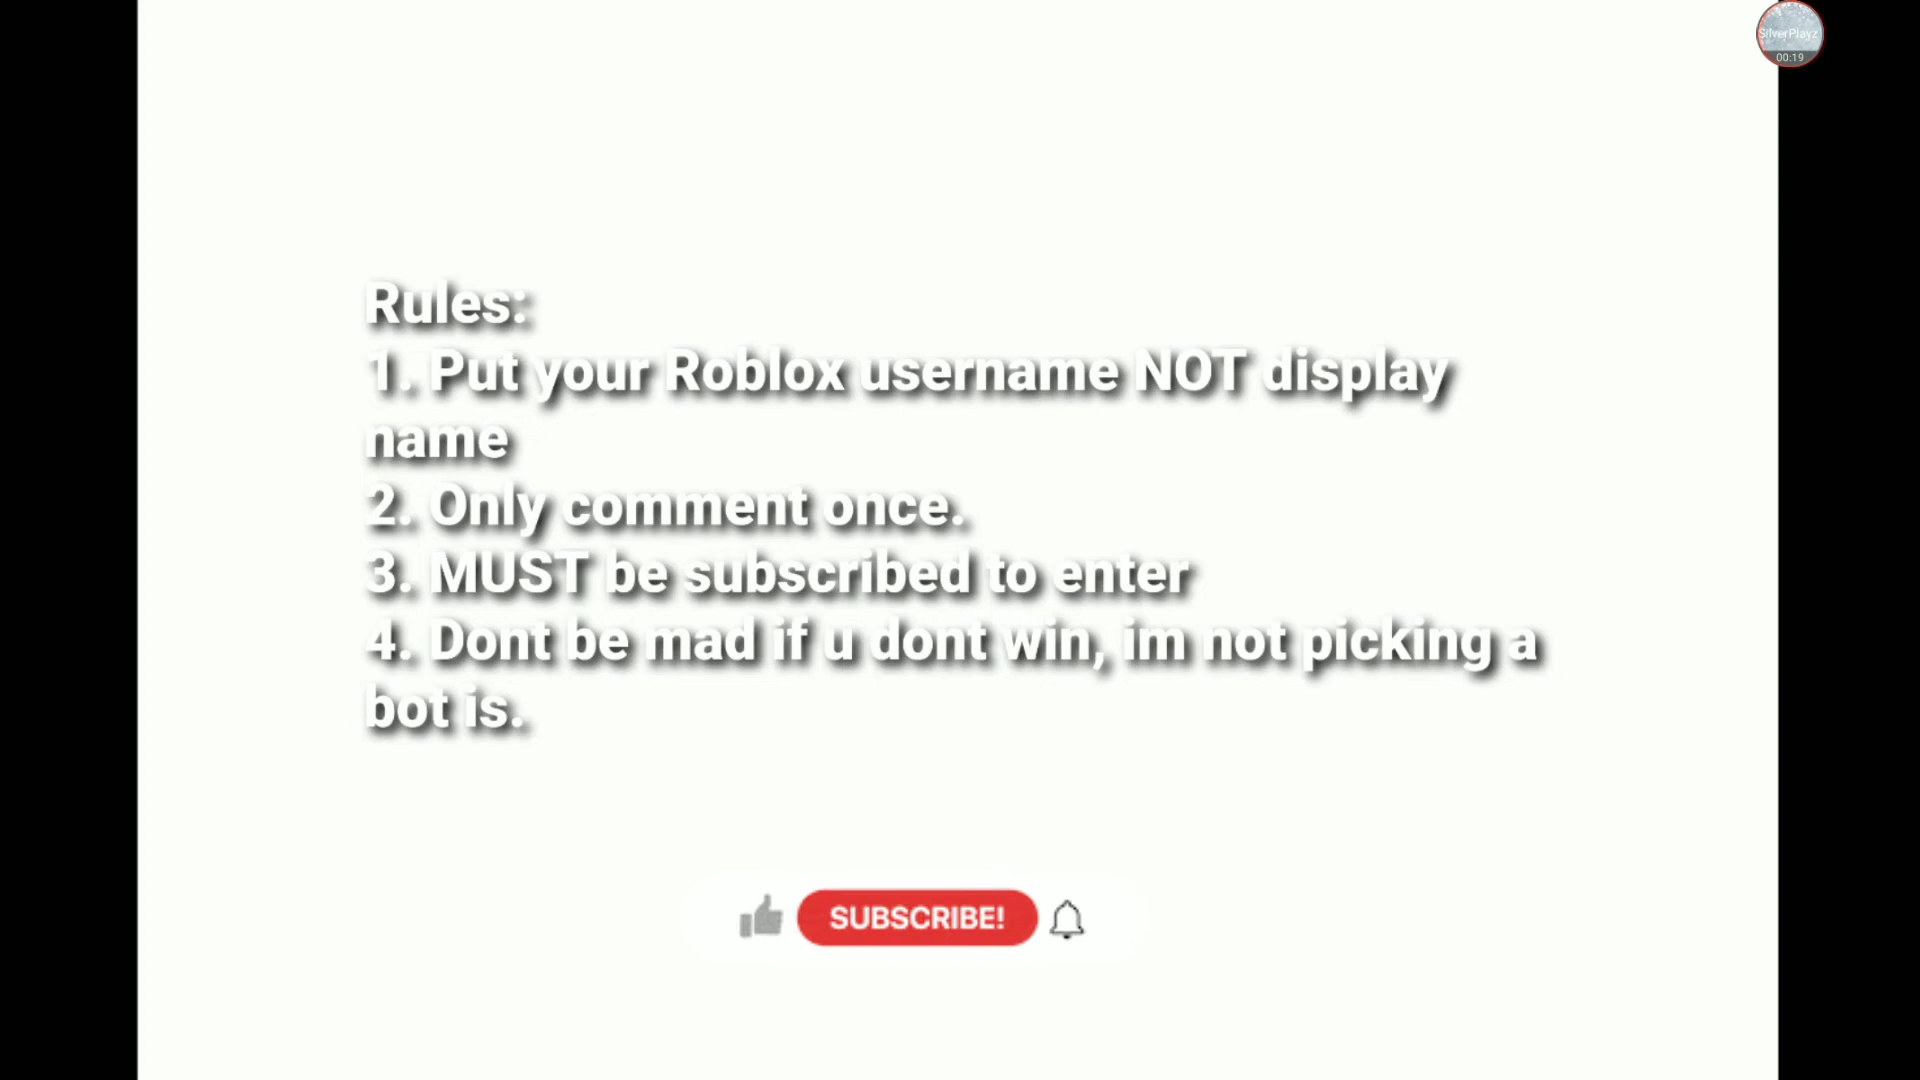 SilverPlayz
00:19
Rules:
1. Put your Roblox username NOT display
name
2. Only comment once.
3. MUST be subscribed to enter
4. Dont be mad if u dont win, im not picking a
bot is.
SUBSCRIBE!